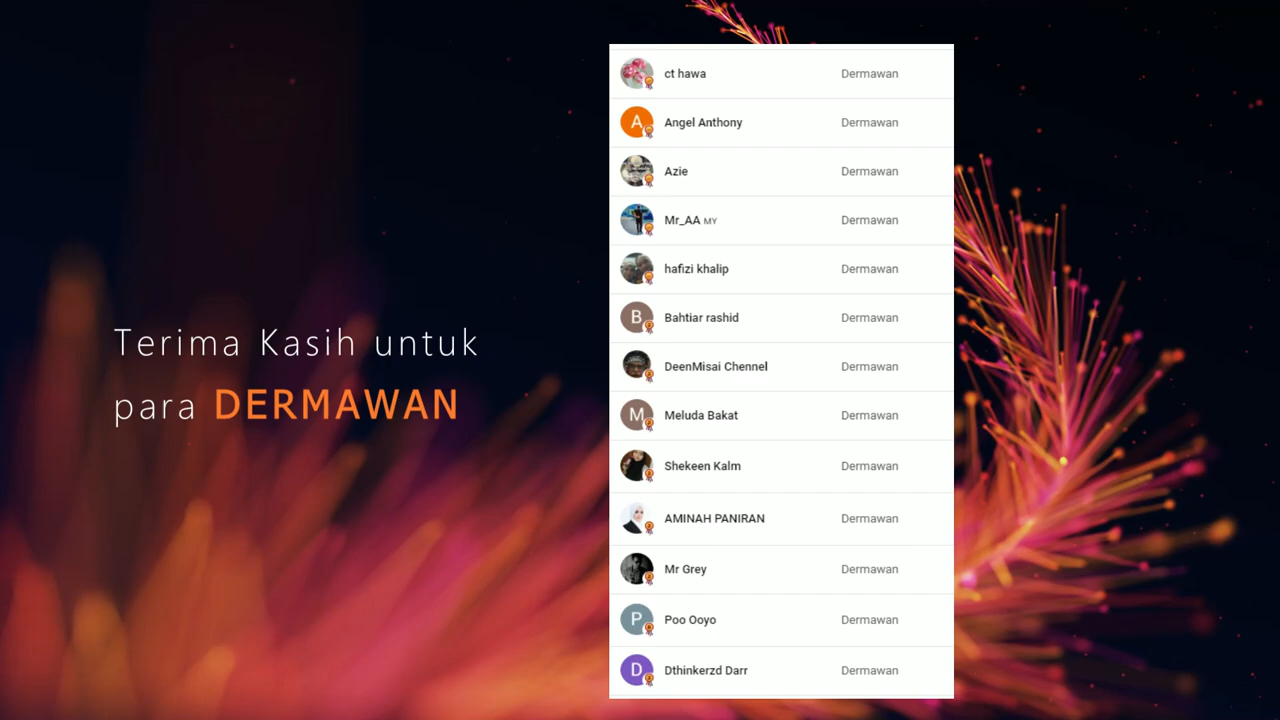 Terima Kasih untuk
para DERMAWAN
ct hawa Dermawan
A Angel Anthony Dermawan
Azie Dermawan
Mr_AA MY Dermawan
hafizi khalip Dermawan
B Bahtiar rashid Dermawan
DeenMisai Chennel Dermawan
M Meluda Bakat Dermawan
Shekeen Kalm Dermawan
AMINAH PANIRAN Dermawan
Mr Grey Dermawan
P Poo Ooyo Dermawan
D Dthinkerzd Darr Dermawan